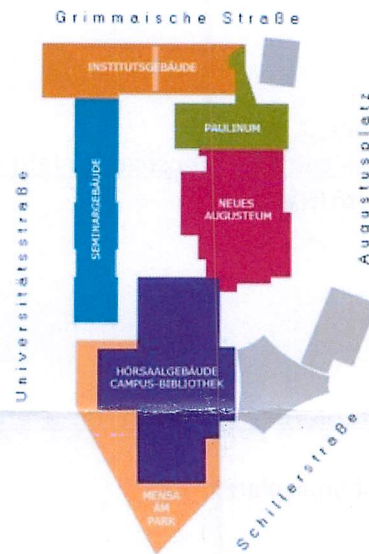 Grimmaische Straße
INSTITUTSGEBÄUDE
PAULINUM
Augustusplatz
SEMINARGEBÄUDE
NEUES
AUGUSTEUM
Universitätsstraße
HÖRSAALGEBÄUDE
CAMPUS-BIBLIOTHEK
MENSA
AM
PARK
Schillerstraße